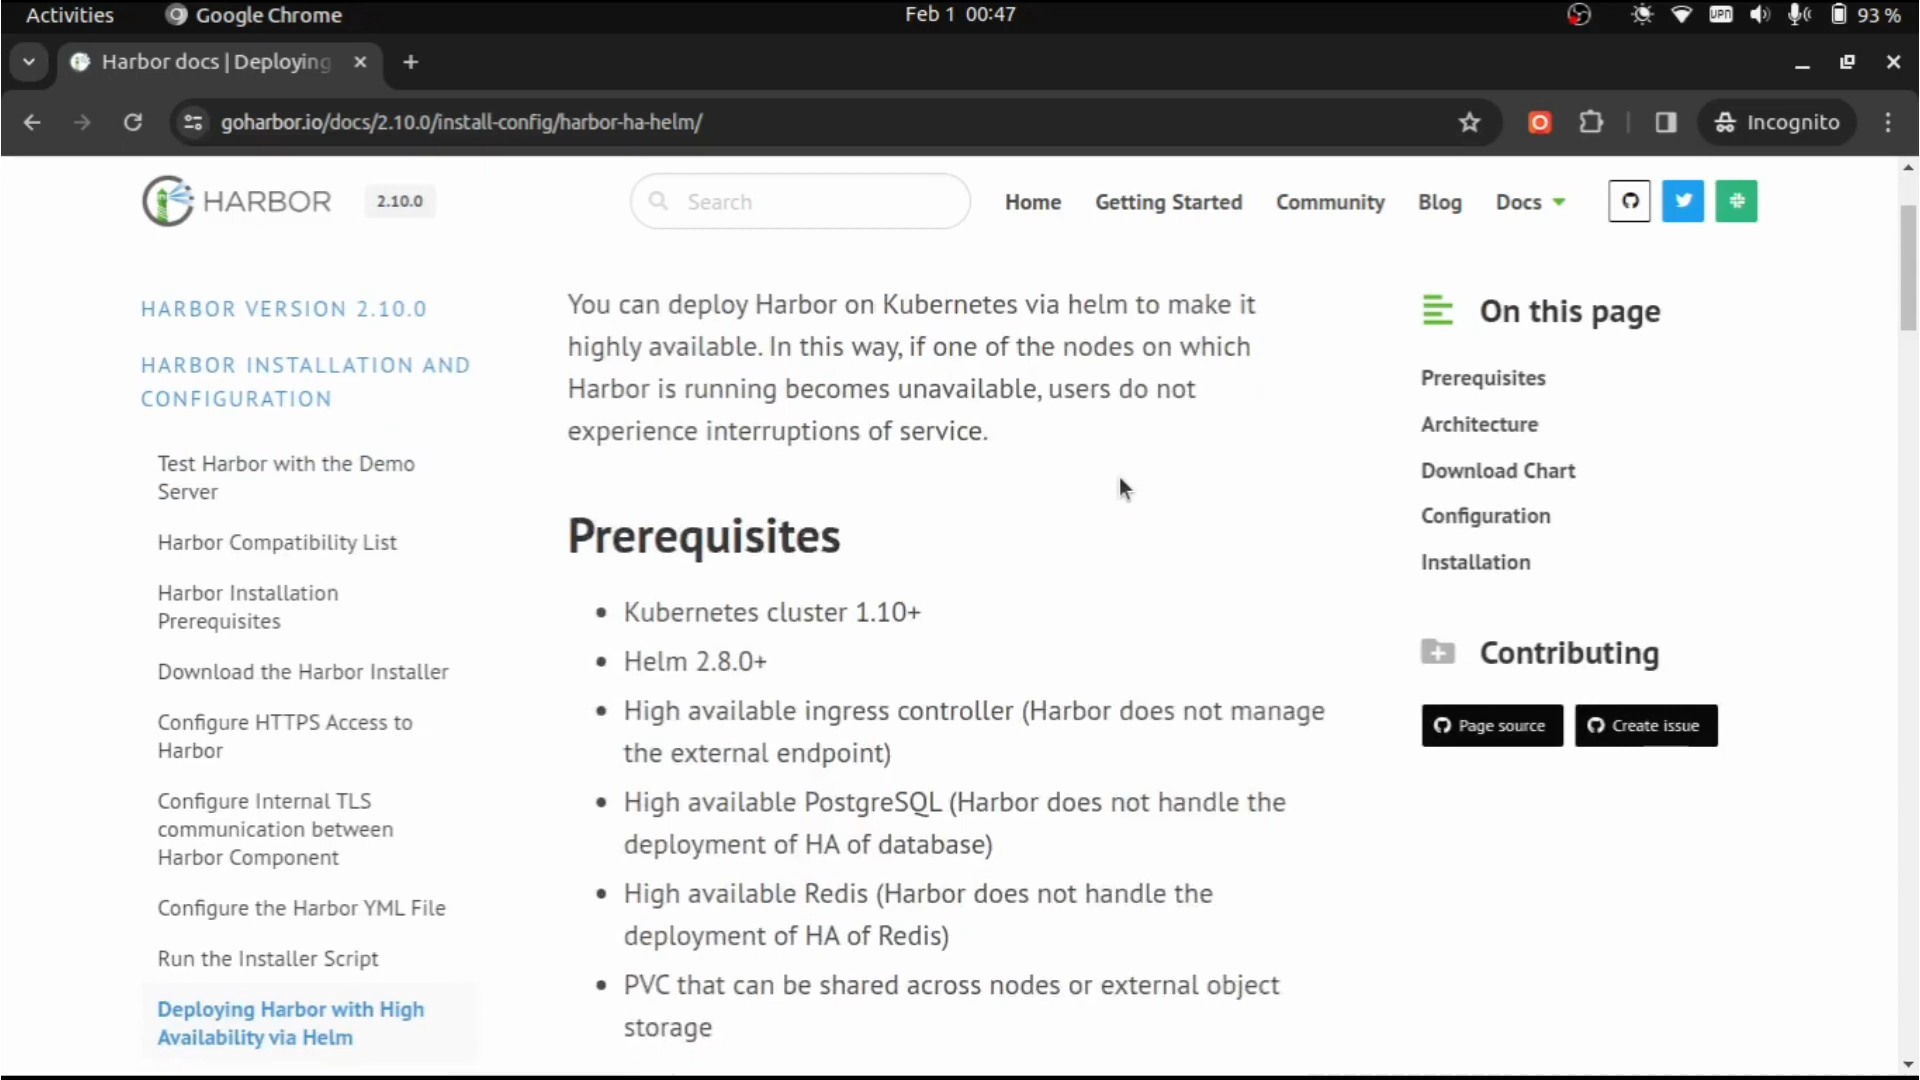 Activities
Google Chrome
Feb 1 00:47
93 %
Harbor docs | Deploying
goharbor.io/docs/2.10.0/install-config/harbor-ha-helm/
Incognito
HARBOR
2.10.0
Search
Home
Getting Started
Community
Blog
Docs
HARBOR VERSION 2.10.0
HARBOR INSTALLATION AND
CONFIGURATION
Test Harbor with the Demo
Server
Harbor Compatibility List
Harbor Installation
Prerequisites
Download the Harbor Installer
Configure HTTPS Access to
Harbor
Configure Internal TLS
communication between
Harbor Component
Configure the Harbor YML File
Run the Installer Script
Deploying Harbor with High
Availability via Helm
You can deploy Harbor on Kubernetes via helm to make it
highly available. In this way, if one of the nodes on which
Harbor is running becomes unavailable, users do not
experience interruptions of service.
Prerequisites
• Kubernetes cluster 1.10+
• Helm 2.8.0+
• High available ingress controller (Harbor does not manage
the external endpoint)
• High available PostgreSQL (Harbor does not handle the
deployment of HA of database)
• High available Redis (Harbor does not handle the
deployment of HA of Redis)
• PVC that can be shared across nodes or external object
storage
On this page
Prerequisites
Architecture
Download Chart
Configuration
Installation
Contributing
Page source
Create issue